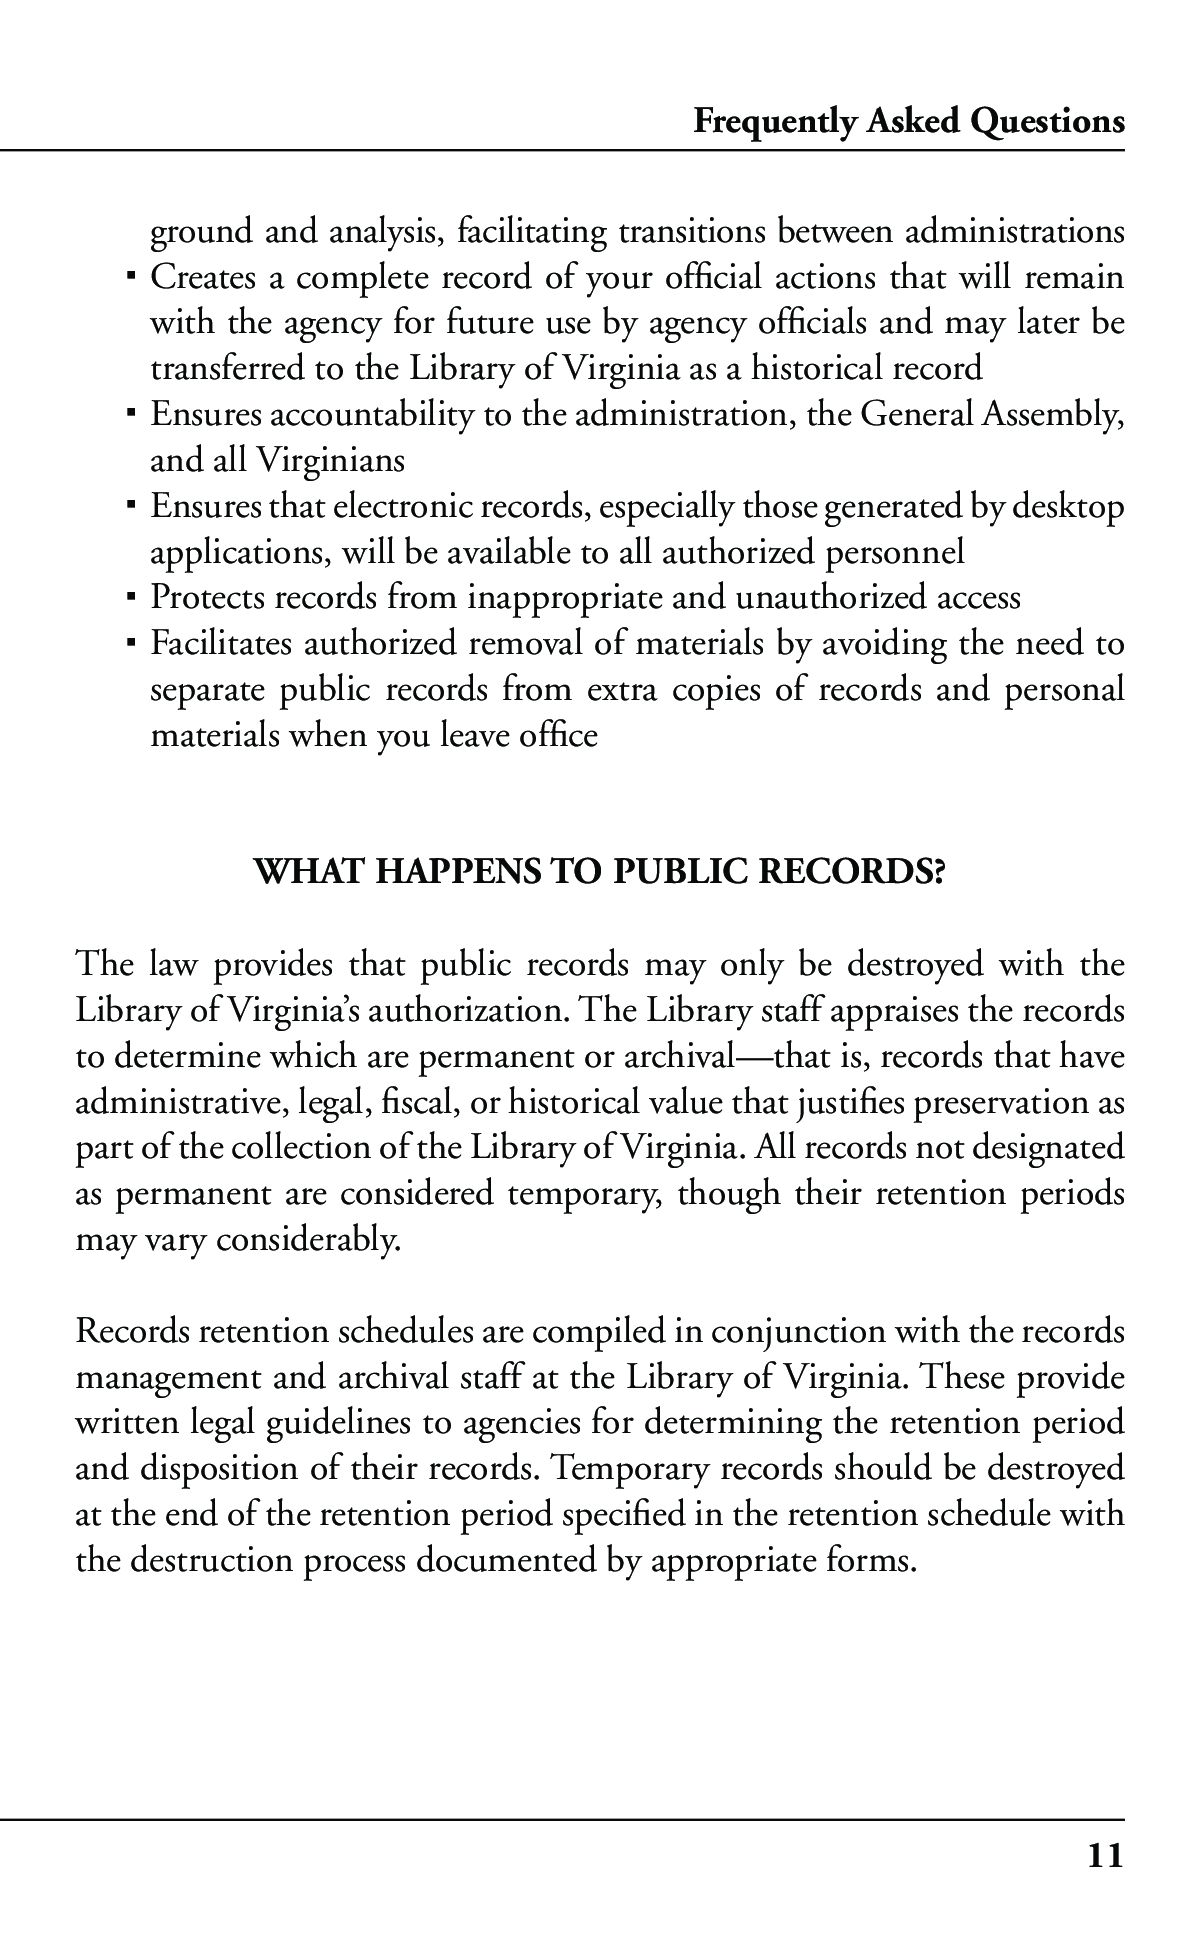 Frequently Asked Questions
ground and analysis, facilitating transitions between administrations
▪ Creates a complete record of your official actions that will remain
with the agency for future use by agency officials and may later be
transferred to the Library of Virginia as a historical record
▪ Ensures accountability to the administration, the General Assembly,
and all Virginians
▪ Ensures that electronic records, especially those generated by desktop
applications, will be available to all authorized personnel
▪ Protects records from inappropriate and unauthorized access
▪ Facilitates authorized removal of materials by avoiding the need to
separate public records from extra copies of records and personal
materials when you leave office
WHAT HAPPENS TO PUBLIC RECORDS?
The law provides that public records may only be destroyed with the
Library of Virginia’s authorization. The Library staff appraises the records
to determine which are permanent or archival—that is, records that have
administrative, legal, fiscal, or historical value that justifies preservation as
part of the collection of the Library of Virginia. All records not designated
as permanent are considered temporary, though their retention periods
may vary considerably.
Records retention schedules are compiled in conjunction with the records
management and archival staff at the Library of Virginia. These provide
written legal guidelines to agencies for determining the retention period
and disposition of their records. Temporary records should be destroyed
at the end of the retention period specified in the retention schedule with
the destruction process documented by appropriate forms.
11